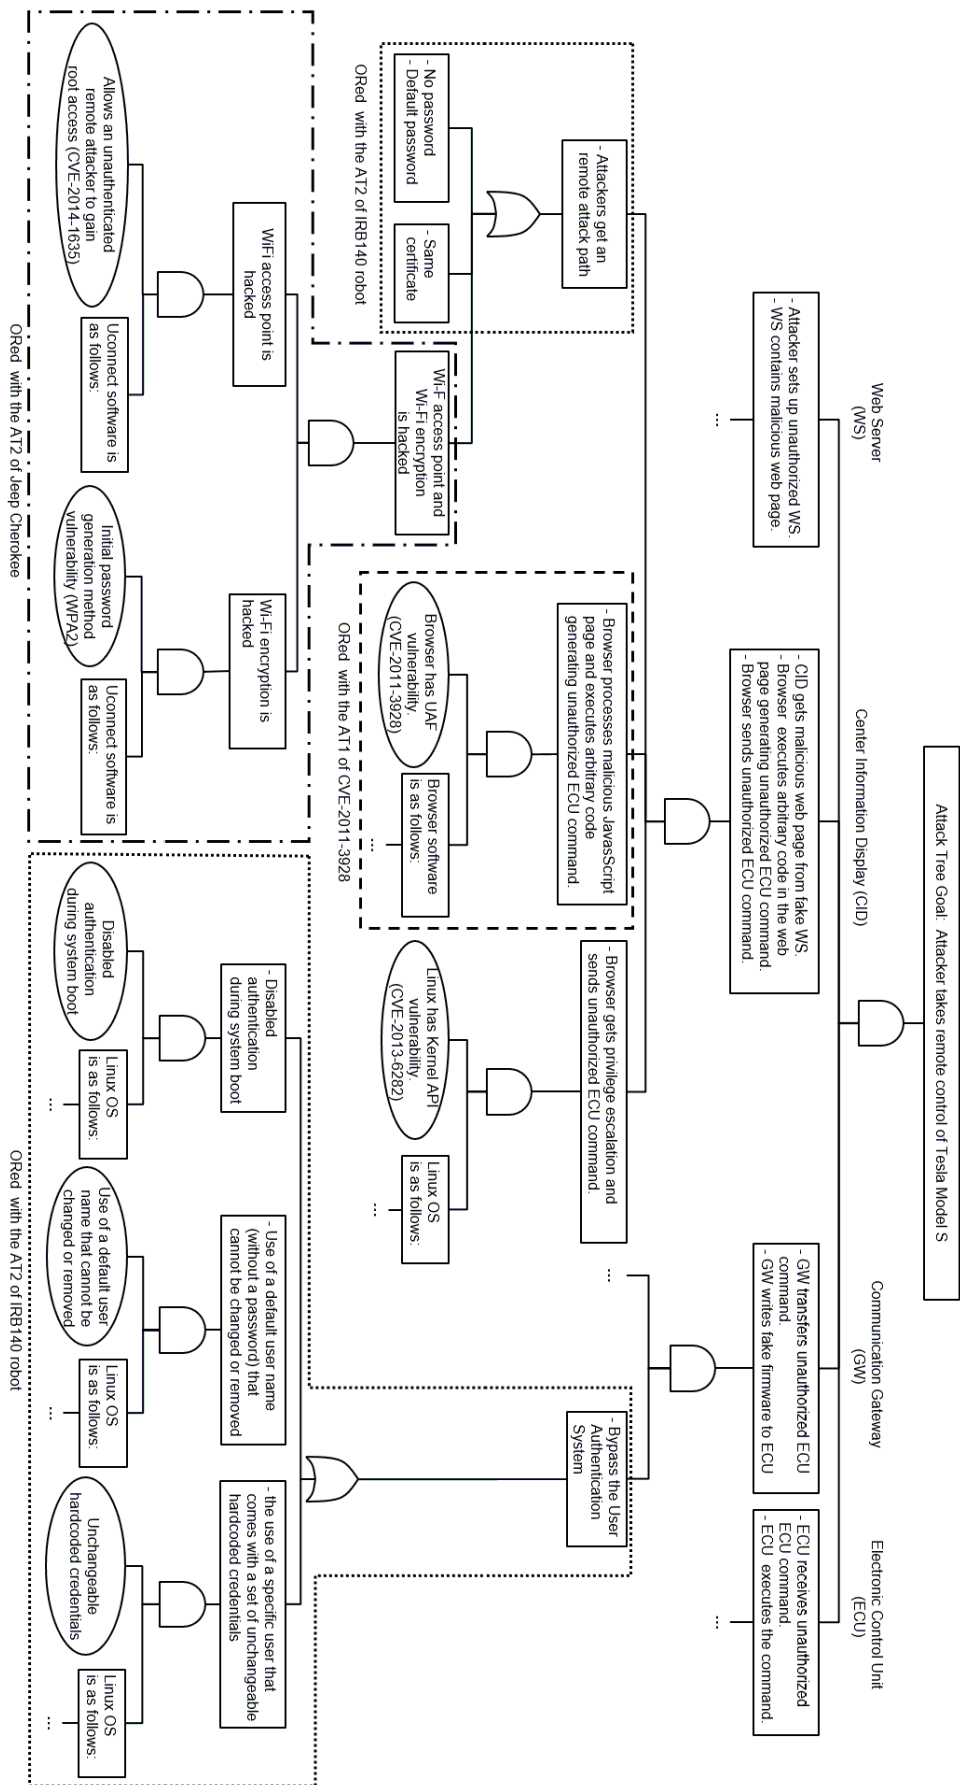 Attack Tree Goal: Attacker takes remote control of Tesla Model S
Web Server
(WS)
Center Information Display (CID)
Communication Gateway
(GW)
Electronic Control Unit
(ECU)
- Attacker sets up unauthorized WS.
- WS contains malicious web page.
...
- CID gets malicious web page from fake WS.
- Browser executes arbitrary code in the web
page generating unauthorized ECU command.
- Browser sends unauthorized ECU command.
- GW transfers unauthorized ECU
command.
- GW writes fake firmware to ECU
- ECU receives unauthorized
ECU command.
- ECU executes the command.
...
- Attackers get an
remote attack path
- Browser processes malicious JavasScript
page and executes arbitrary code
generating unauthorized ECU command.
- Browser gets privilege escalation and
sends unauthorized ECU command.
...
- Bypass the User
Authentication
System
- No password
- Default password
- Same
certificate
Wi-F access point and
Wi-Fi encryption
is hacked
ORed with the AT2 of IRB140 robot
Browser has UAF
vulnerability.
(CVE-2011-3928)
Browser software
is as follows:
...
ORed with the AT1 of CVE-2011-3928
Linux has Kernel API
vulnerability.
(CVE-2013-6282)
Linux OS
is as follows:
...
WiFi access point is
hacked
Wi-Fi encryption is
hacked
- Disabled
authentication
during system boot
- Use of a default user name
(without a password) that
cannot be changed or removed
- the use of a specific user that
comes with a set of unchangeable
hardcoded credentials
Allows an unauthenticated
remote attacker to gain
root access (CVE-2014-1635)
Uconnect software is
as follows:
Initial password
generation method
vulnerability (WPA2)
Uconnect software is
as follows:
Disabled
authentication
during system boot
Linux OS
is as follows:
...
Use of a default user
name that cannot be
changed or removed
Linux OS
is as follows:
...
Unchangeable
hardcoded credentials
Linux OS
is as follows:
...
ORed with the AT2 of Jeep Cherokee
ORed with the AT2 of IRB140 robot